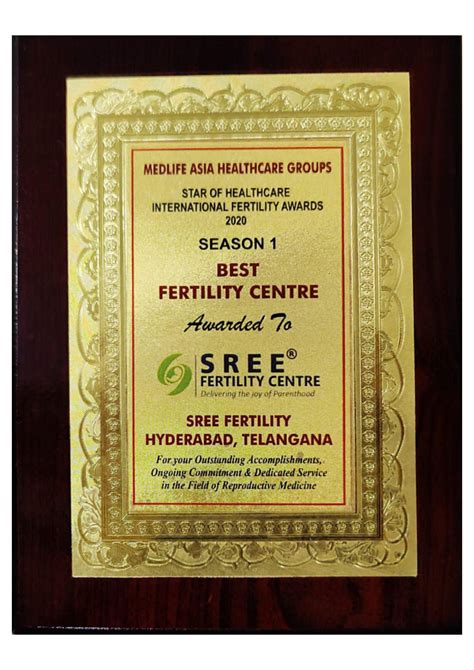 MEDLIFE ASIA HEALTHCARE GROUPS
STAR OF HEALTHCARE
INTERNATIONAL FERTILITY AWARDS
2020
SEASON 1
BEST
FERTILITY CENTRE
Awarded To
SREE®
FERTILITY CENTRE
Delivering the joy of Parenthood
SREE FERTILITY
HYDERABAD, TELANGANA
For your Outstanding Accomplishments,
Ongoing Commitment & Dedicated Service
in the Field of Reproductive Medicine